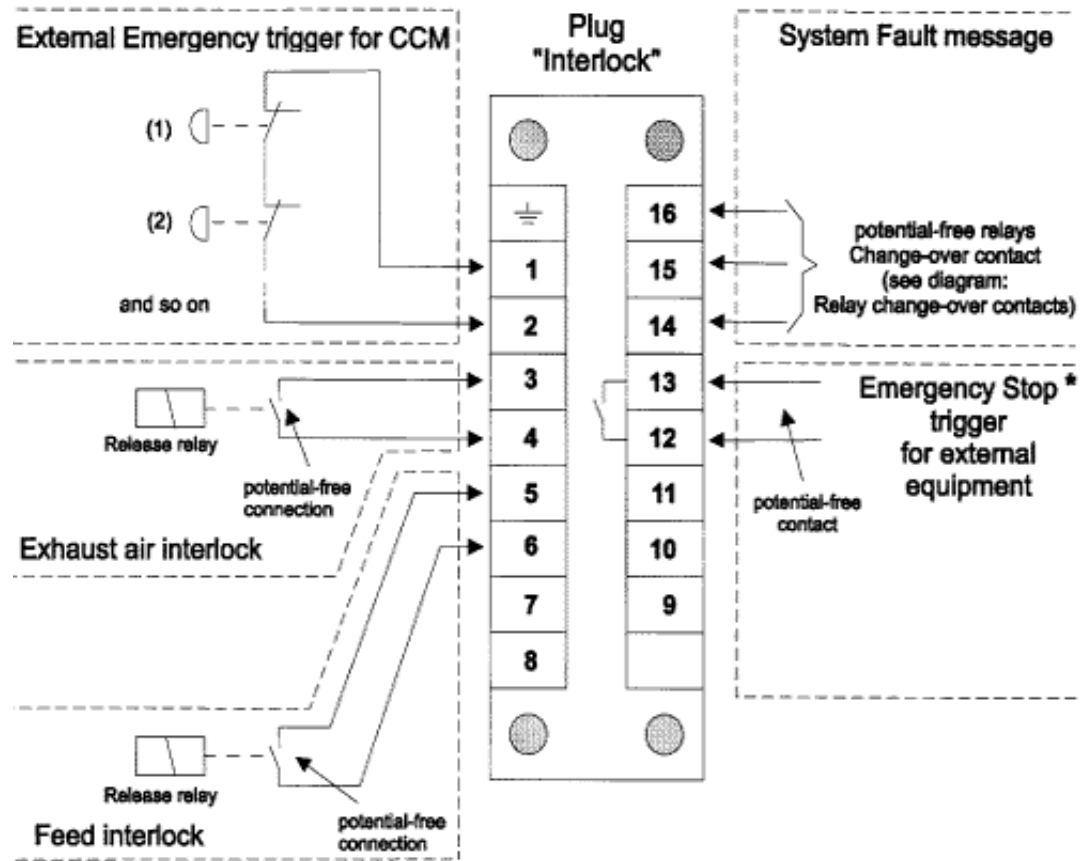 External Emergency trigger for CCM
(1)
(2)
and so on
Release relay
potential-free
connection
Exhaust air interlock
Release relay
potential-free
connection
Feed interlock
Plug
"Interlock"
1
2
3
4
5
6
7
8
16
15
14
13
12
11
10
9
System Fault message
potential-free relays
Change-over contact
(see diagram:
Relay change-over contacts)
Emergency Stop *
trigger
for external
equipment
potential-free
contact